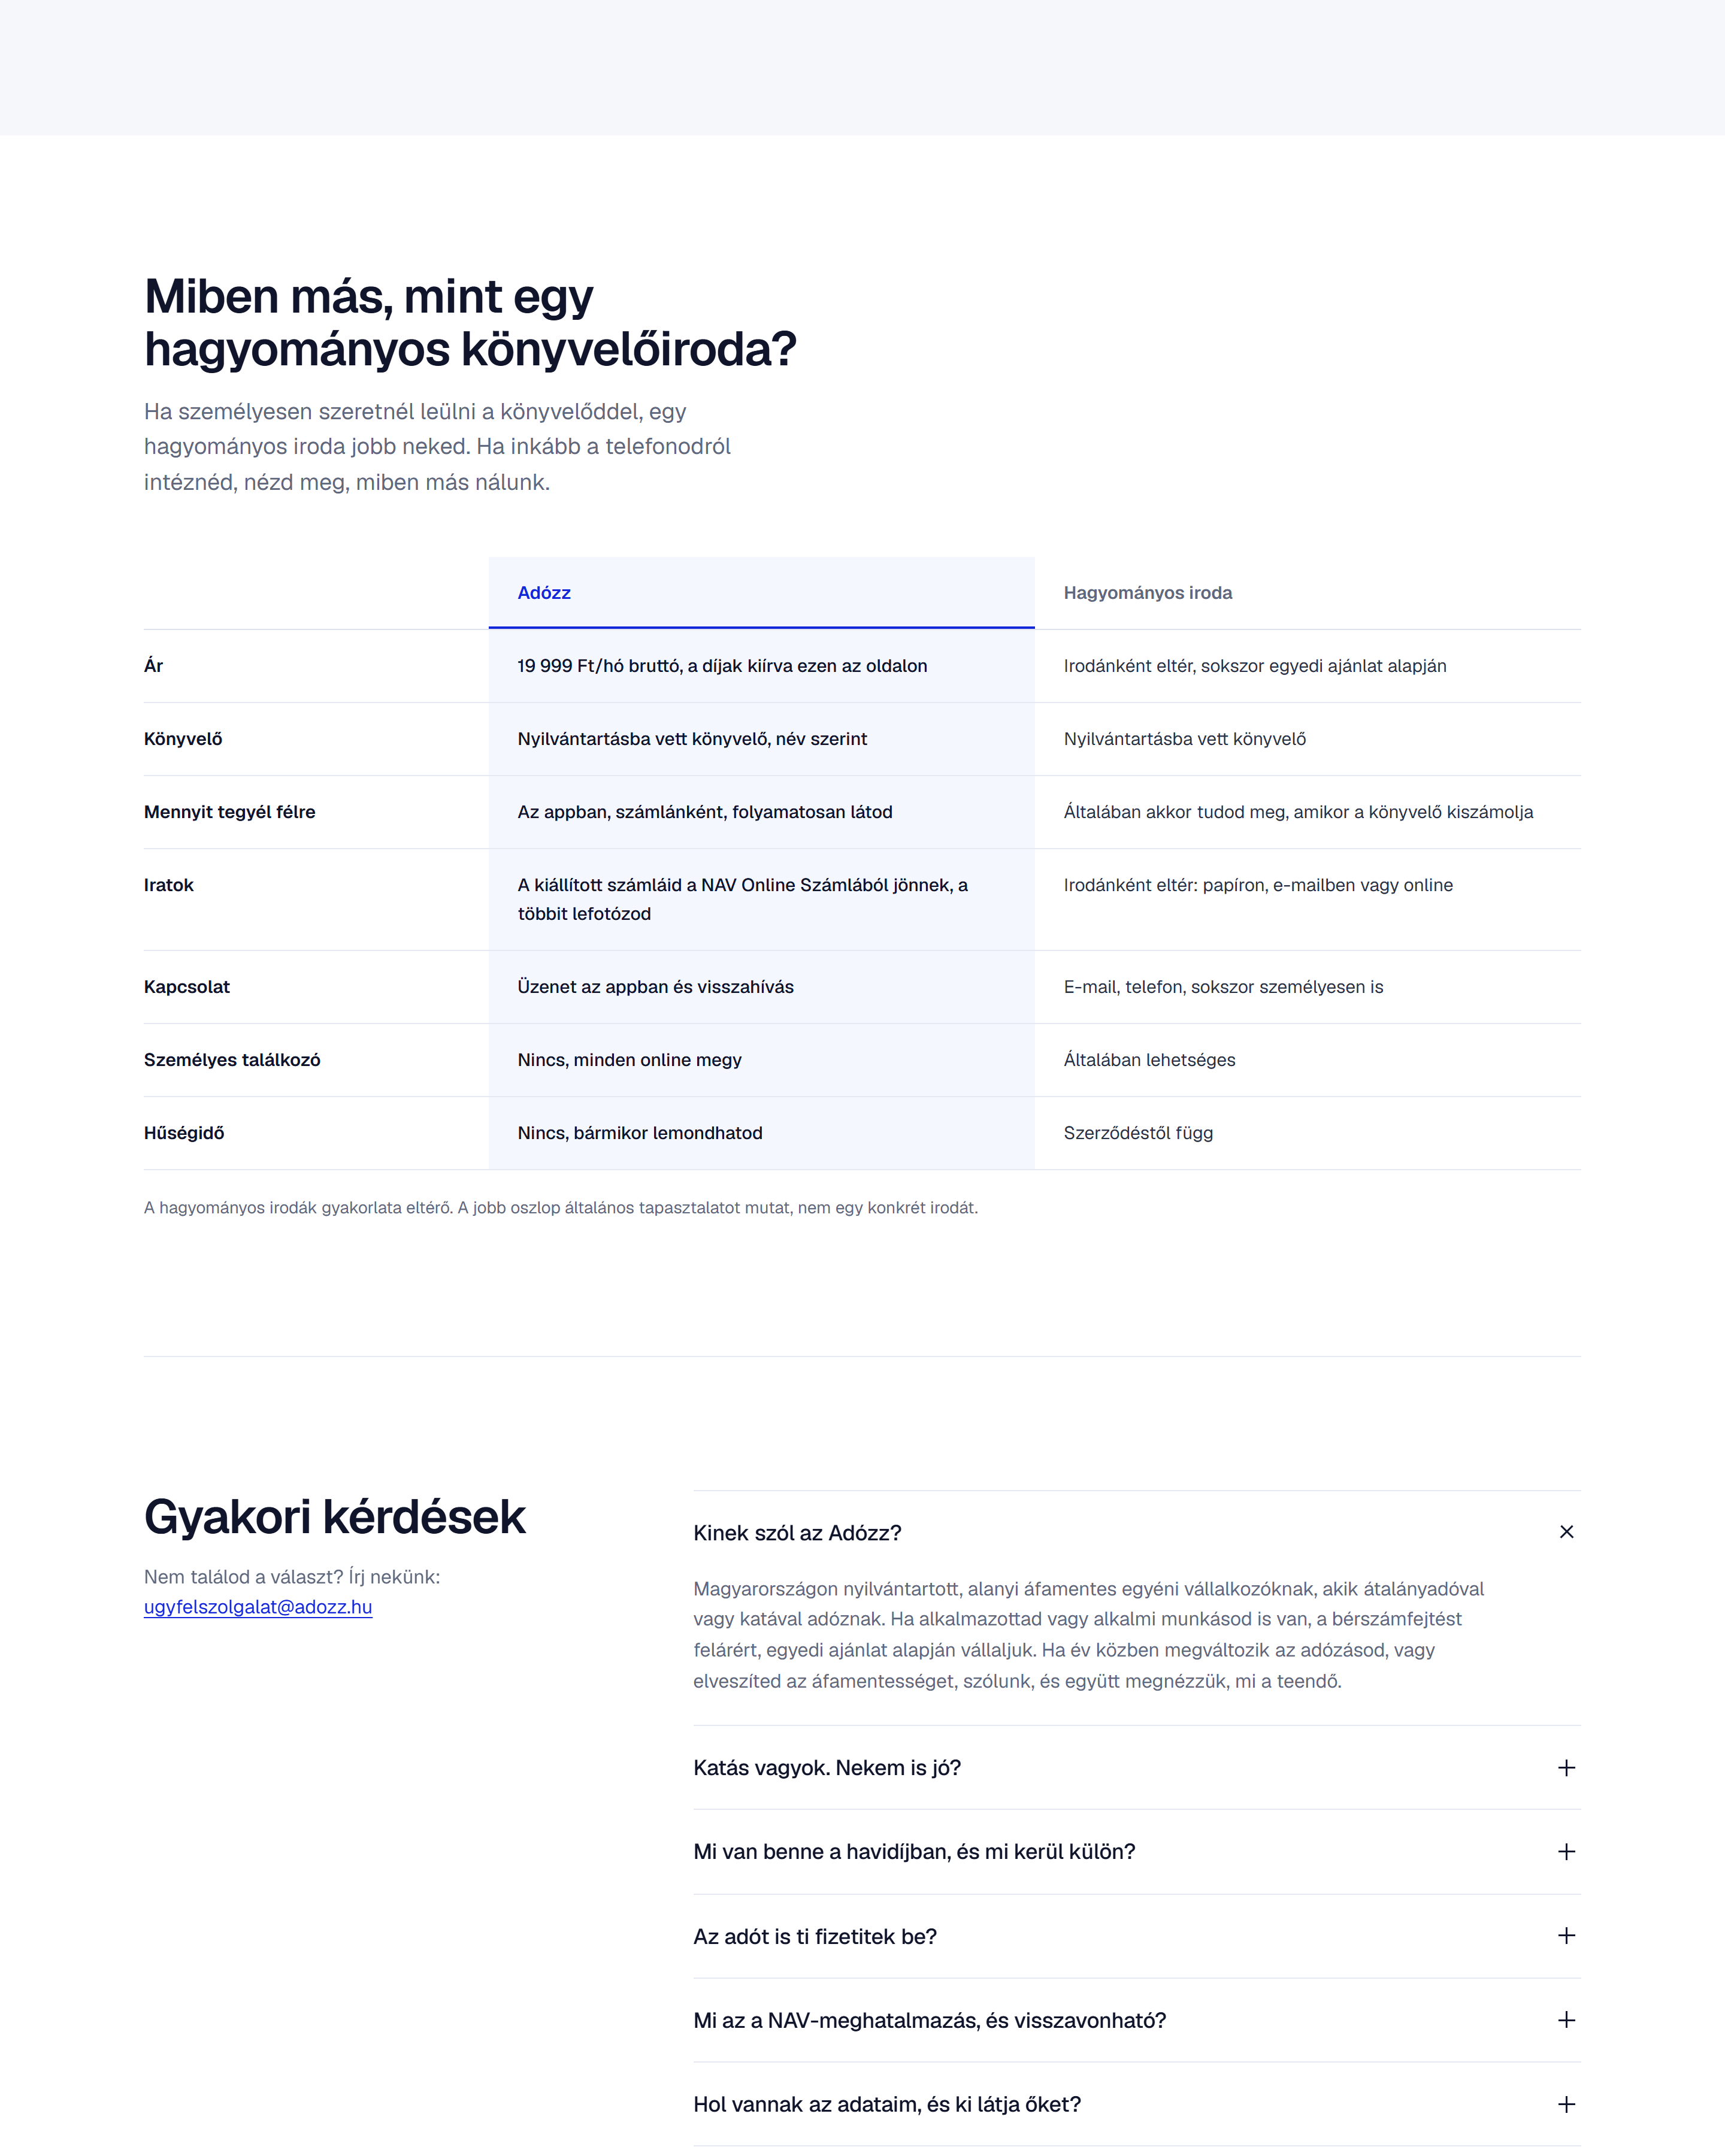 Miben más, mint egy
hagyományos könyvelőiroda?
Ha személyesen szeretnél leülni a könyvelőddel, egy
hagyományos iroda jobb neked. Ha inkább a telefonodról
intéznéd, nézd meg, miben más nálunk.
Adózz
Hagyományos iroda
Ár
19 999 Ft/hó bruttó, a díjak kiírva ezen az oldalon
Irodánként eltér, sokszor egyedi ajánlat alapján
Könyvelő
Nyilvántartásba vett könyvelő, név szerint
Nyilvántartásba vett könyvelő
Mennyit tegyél félre
Az appban, számlánként, folyamatosan látod
Általában akkor tudod meg, amikor a könyvelő kiszámolja
Iratok
A kiállított számláid a NAV Online Számlából jönnek, a
többit lefotózod
Irodánként eltér: papíron, e-mailben vagy online
Kapcsolat
Üzenet az appban és visszahívás
E-mail, telefon, sokszor személyesen is
Személyes találkozó
Nincs, minden online megy
Általában lehetséges
Hűségidő
Nincs, bármikor lemondhatod
Szerződéstől függ
A hagyományos irodák gyakorlata eltérő. A jobb oszlop általános tapasztalatot mutat, nem egy konkrét irodát.
Gyakori kérdések
Nem találod a választ? Írj nekünk:
ugyfelszolgalat@adozz.hu
Kinek szól az Adózz?
Magyarországon nyilvántartott, alanyi áfamentes egyéni vállalkozóknak, akik átalányadóval
vagy katával adóznak. Ha alkalmazottad vagy alkalmi munkásod is van, a bérszámfejtést
felárért, egyedi ajánlat alapján vállaljuk. Ha év közben megváltozik az adózásod, vagy
elveszíted az áfamentességet, szólunk, és együtt megnézzük, mi a teendő.
Katás vagyok. Nekem is jó?
Mi van benne a havidíjban, és mi kerül külön?
Az adót is ti fizetitek be?
Mi az a NAV-meghatalmazás, és visszavonható?
Hol vannak az adataim, és ki látja őket?